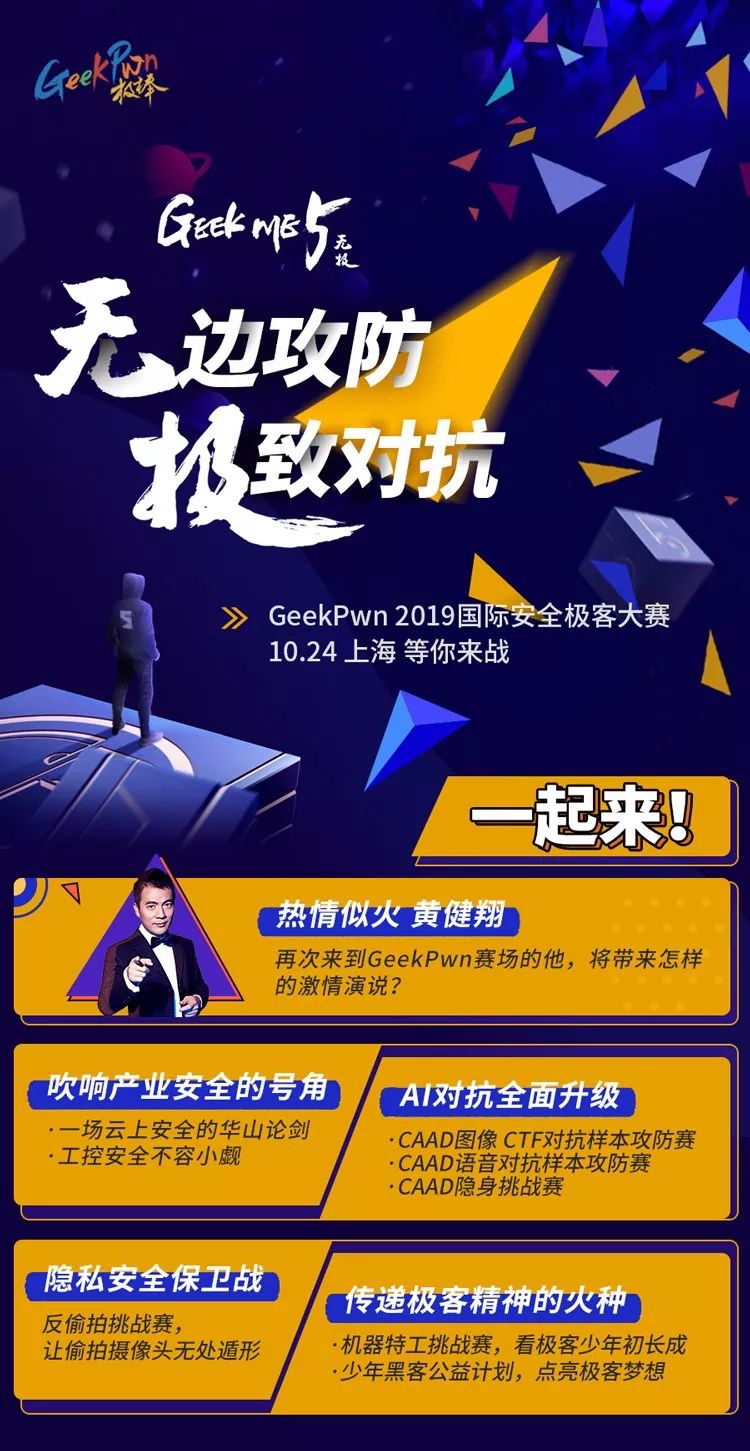 GeekPwn
极棒
GEEK ME 5
无极
无边攻防
极致对抗
5
GeekPwn 2019国际安全极客大赛
10.24 上海 等你来战
5
一起来!
热情似火 黄健翔
再次来到GeekPwn赛场的他，将带来怎样
的激情演说？
吹响产业安全的号角
·一场云上安全的华山论剑
·工控安全不容小觑
AI对抗全面升级
·CAAD图像 CTF对抗样本攻防赛
·CAAD语音对抗样本攻防赛
·CAAD隐身挑战赛
隐私安全保卫战
反偷拍挑战赛，
让偷拍摄像头无处遁形
传递极客精神的火种
·机器特工挑战赛，看极客少年初长成
·少年黑客公益计划，点亮极客梦想